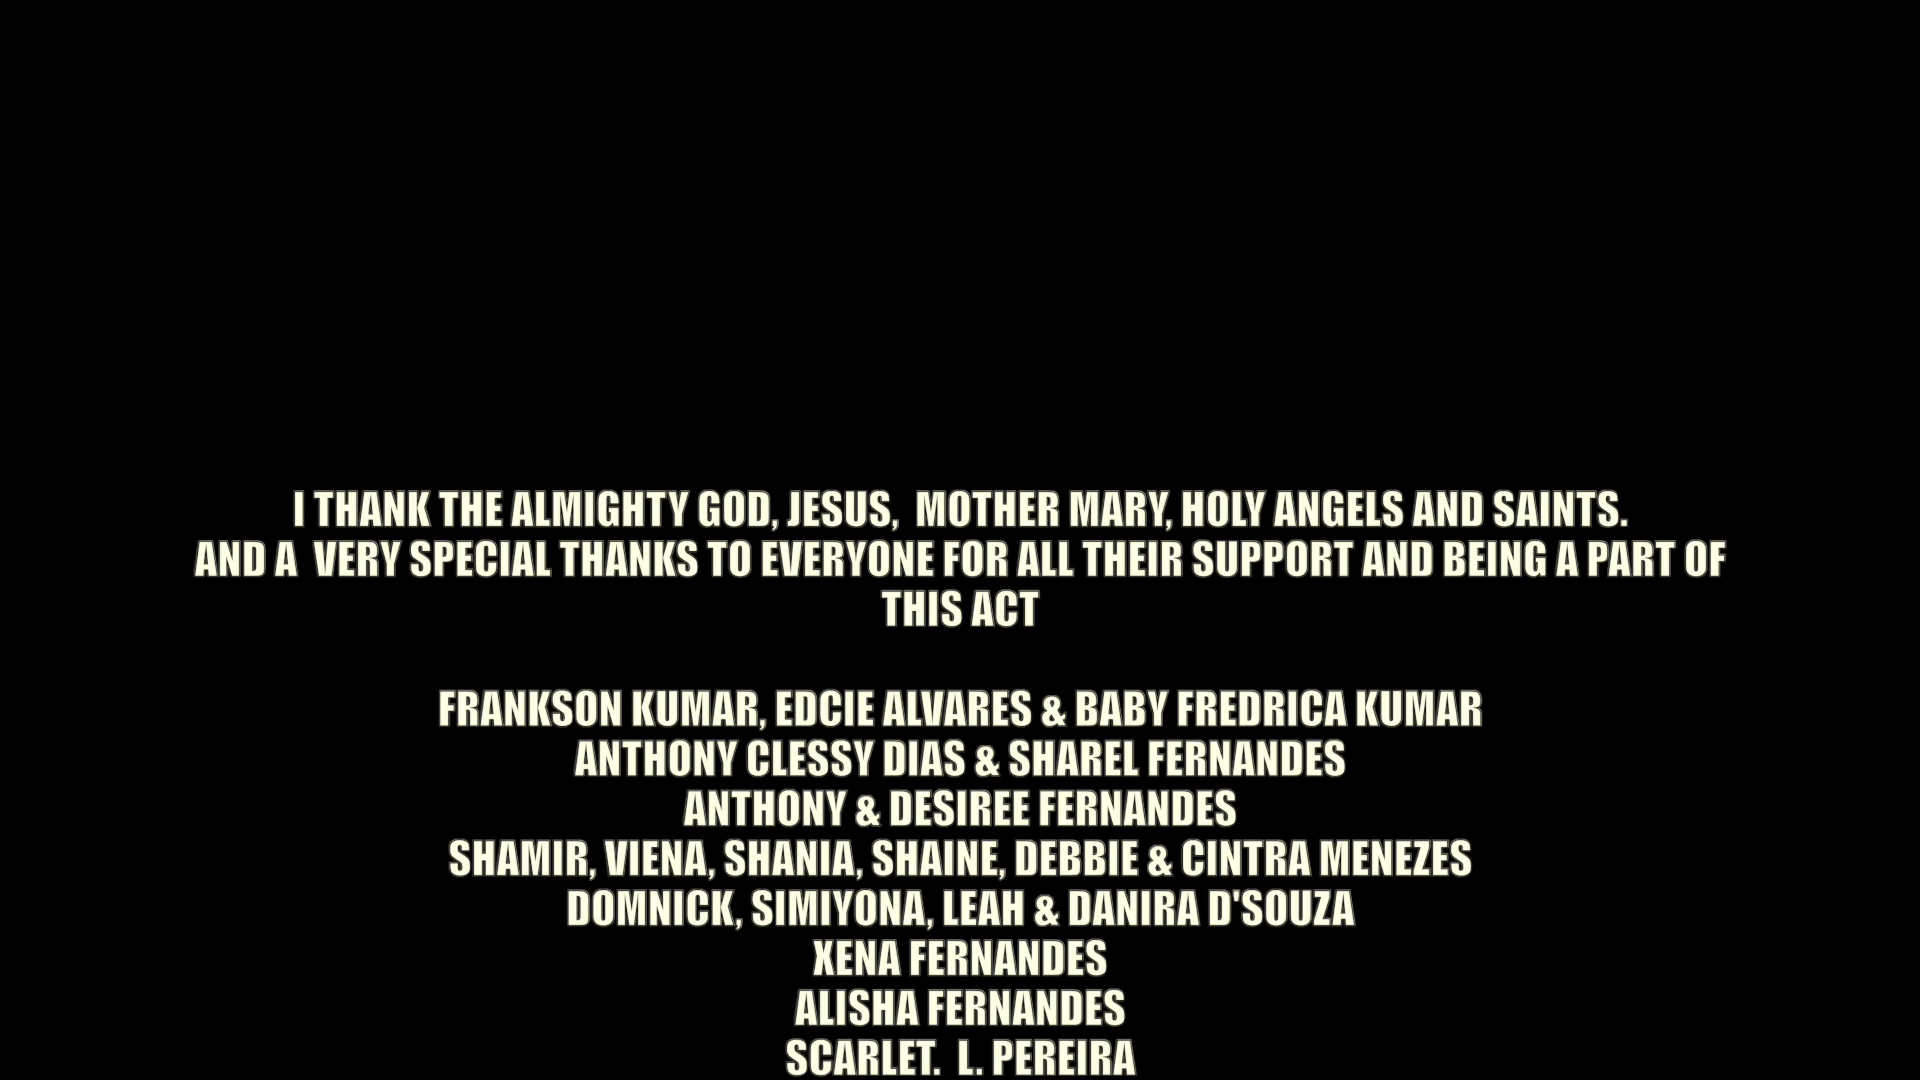 I THANK THE ALMIGHTY GOD, JESUS,  MOTHER MARY, HOLY ANGELS AND SAINTS.
AND A  VERY SPECIAL THANKS TO EVERYONE FOR ALL THEIR SUPPORT AND BEING A PART OF
THIS ACT
FRANKSON KUMAR, EDCIE ALVARES & BABY FREDRICA KUMAR
ANTHONY CLESSY DIAS & SHAREL FERNANDES
ANTHONY & DESIREE FERNANDES
SHAMIR, VIENA, SHANIA, SHAINE, DEBBIE & CINTRA MENEZES
DOMNICK, SIMIYONA, LEAH & DANIRA D'SOUZA
XENA FERNANDES
ALISHA FERNANDES
SCARLET.  L. PEREIRA